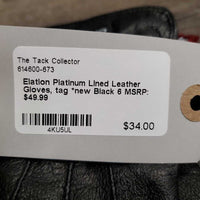 The Tack Collector
614600-673
Elation Platinum Lined Leather
Gloves, tag *new Black 6 MSRP:
$49.99
4KU5UL
$34.00